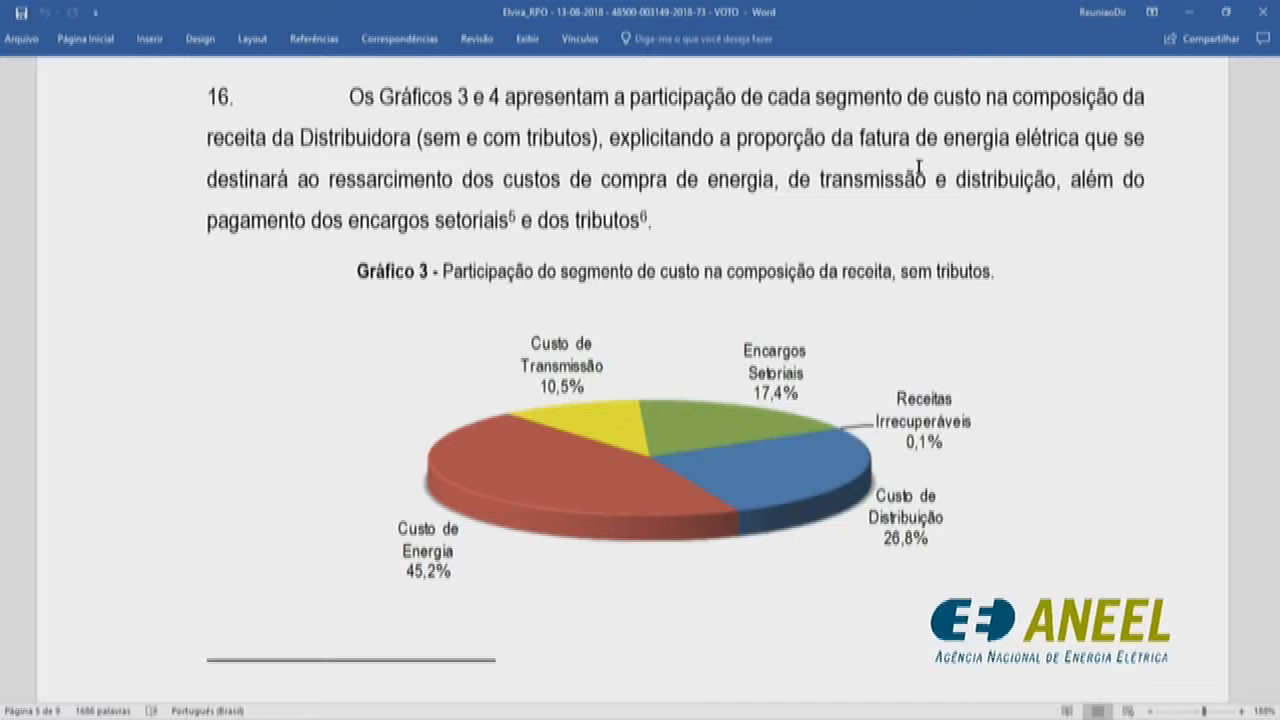 Elvira_RPO - 13-08-2018 - 48500-003149-2018-73 - VOTO - Word
ReuniaoDir
Arquivo Página Inicial Inserir Design Layout Referências Correspondências Revisão Exibir Vínculos Diga-me o que você deseja fazer
Compartilhar
16. Os Gráficos 3 e 4 apresentam a participação de cada segmento de custo na composição da
receita da Distribuidora (sem e com tributos), explicitando a proporção da fatura de energia elétrica que se
destinará ao ressarcimento dos custos de compra de energia, de transmissão e distribuição, além do
pagamento dos encargos setoriais⁵ e dos tributos⁶.
Gráfico 3 - Participação do segmento de custo na composição da receita, sem tributos.
Custo de
Transmissão
10,5%
Encargos
Setoriais
17,4%
Receitas
Irrecuperáveis
0,1%
Custo de
Distribuição
26,8%
Custo de
Energia
45,2%
ANEEL
AGÊNCIA NACIONAL DE ENERGIA ELÉTRICA
Página 5 de 9 1686 palavras Português (Brasil)
188%